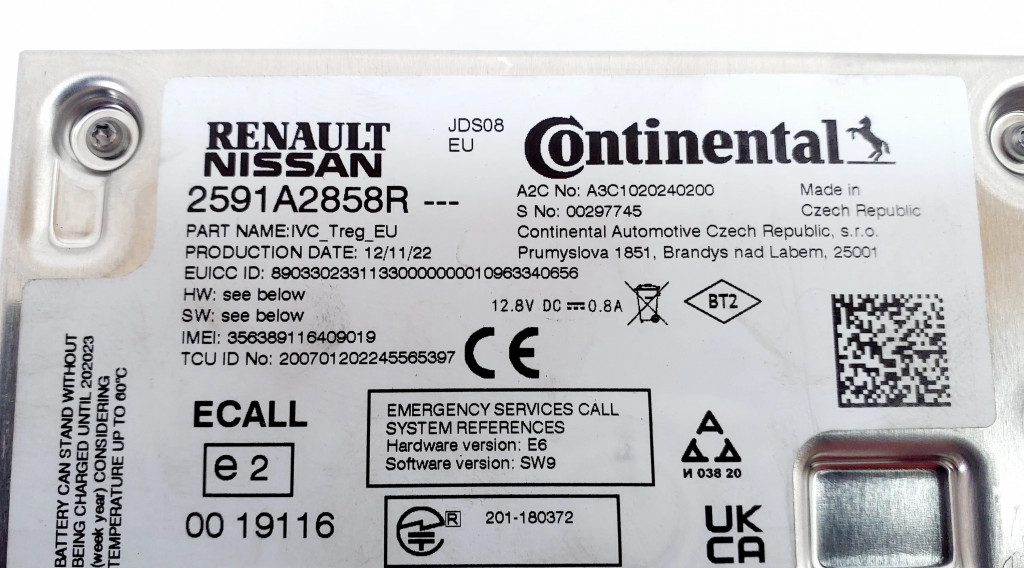 RENAULT
NISSAN
JDS08
EU
Continental
2591A2858R ---
A2C No: A3C1020240200
S No: 00297745
Made in
Czech Republic
PART NAME:IVC_Treg_EU
Continental Automotive Czech Republic, s.r.o.
PRODUCTION DATE: 12/11/22
Prumyslova 1851, Brandys nad Labem, 25001
EUICC ID: 89033023311330000000010963340656
HW: see below
SW: see below
12.8V DC 0.8A
BT2
IMEI: 356389116409019
TCU ID No: 200701202245565397
CE
ECALL
e 2
00 19116
EMERGENCY SERVICES CALL
SYSTEM REFERENCES
Hardware version: E6
Software version: SW9
R 201-180372
И 038 20
UK
CA
BATTERY CAN STAND WITHOUT
BEING CHARGED UNTIL 202023
(week year) CONSIDERING
TEMPERATURE UP TO 60°C